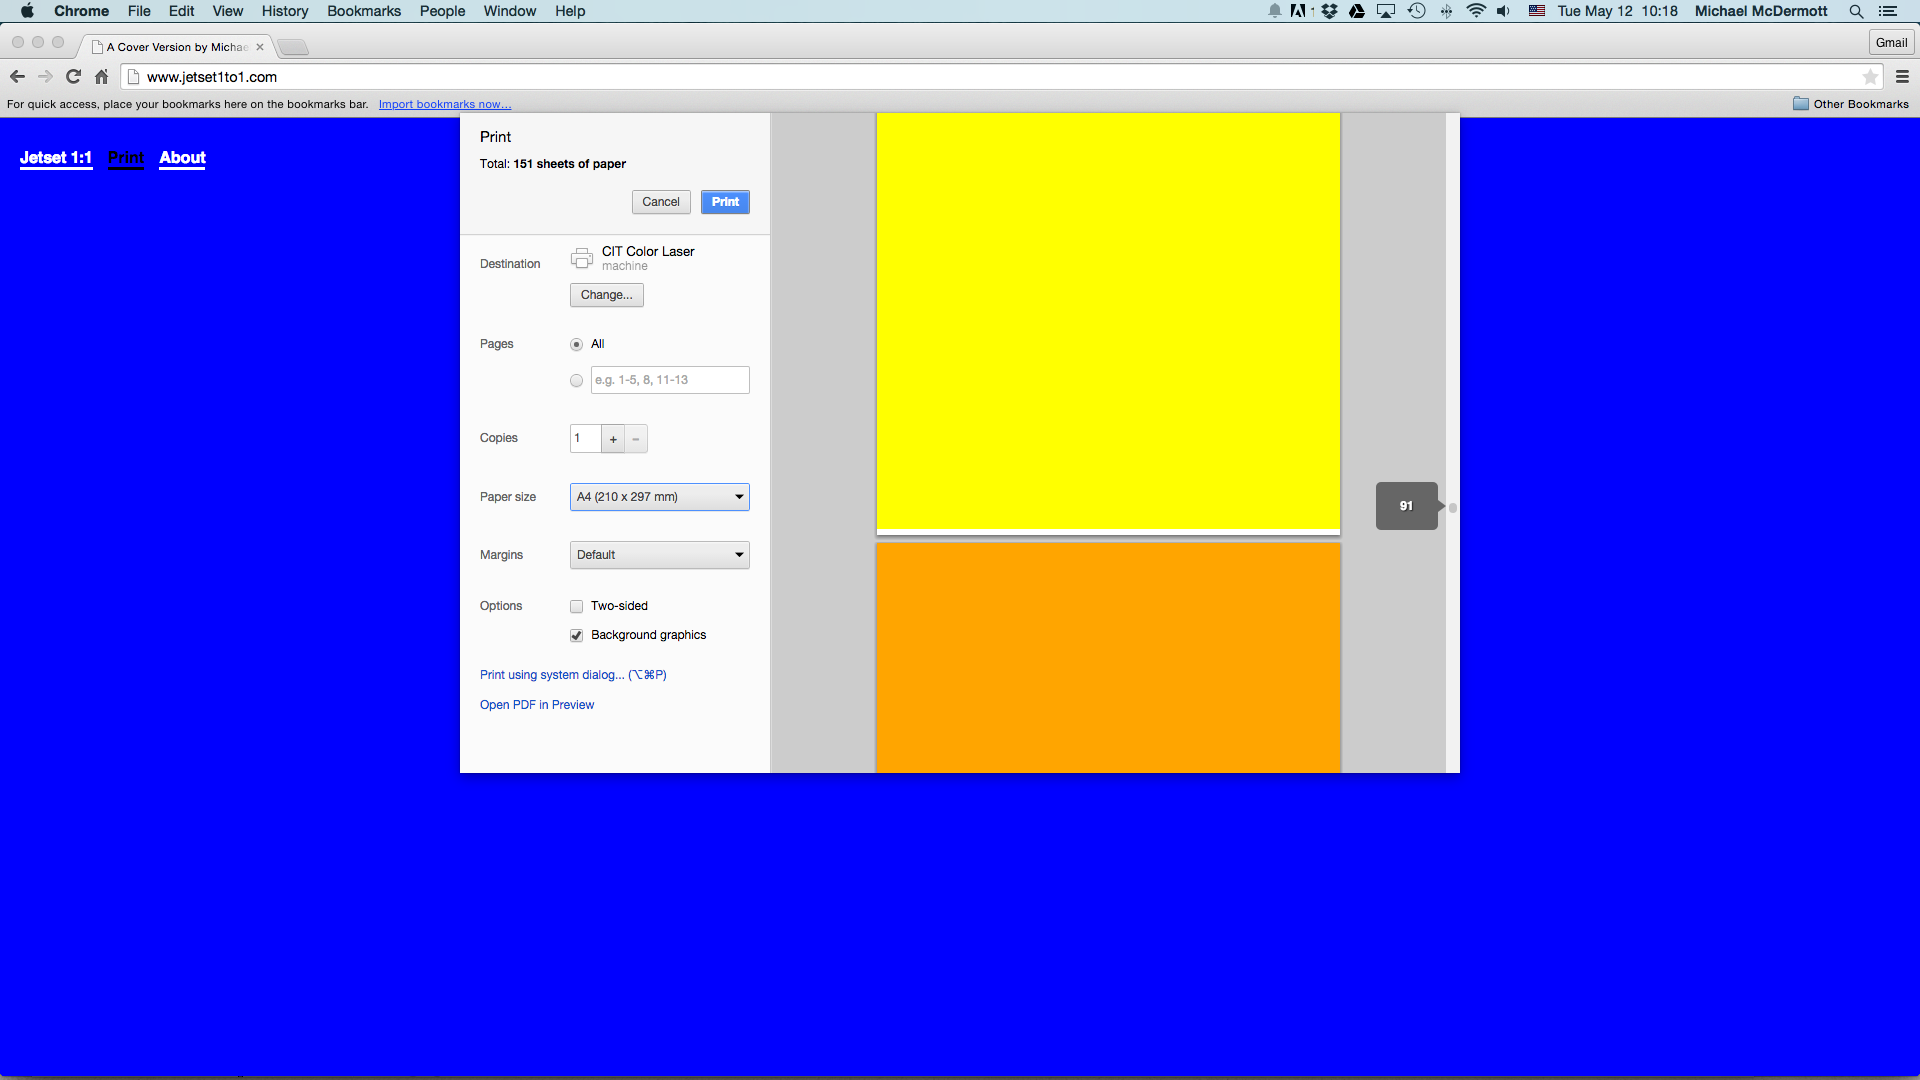 Chrome File Edit View History Bookmarks People Window Help 1 Tue May 12 10:18 Michael McDermott
A Cover Version by Michae Gmail
www.jetset1to1.com
For quick access, place your bookmarks here on the bookmarks bar. Import bookmarks now... Other Bookmarks
Jetset 1:1 Print About
Print
Total: 151 sheets of paper
Cancel Print
Destination CIT Color Laser
machine
Change...
Pages All
e.g. 1-5, 8, 11-13
Copies 1 + -
Paper size A4 (210 x 297 mm)
91
Margins Default
Options Two-sided
Background graphics
Print using system dialog... (⌥⌘P)
Open PDF in Preview